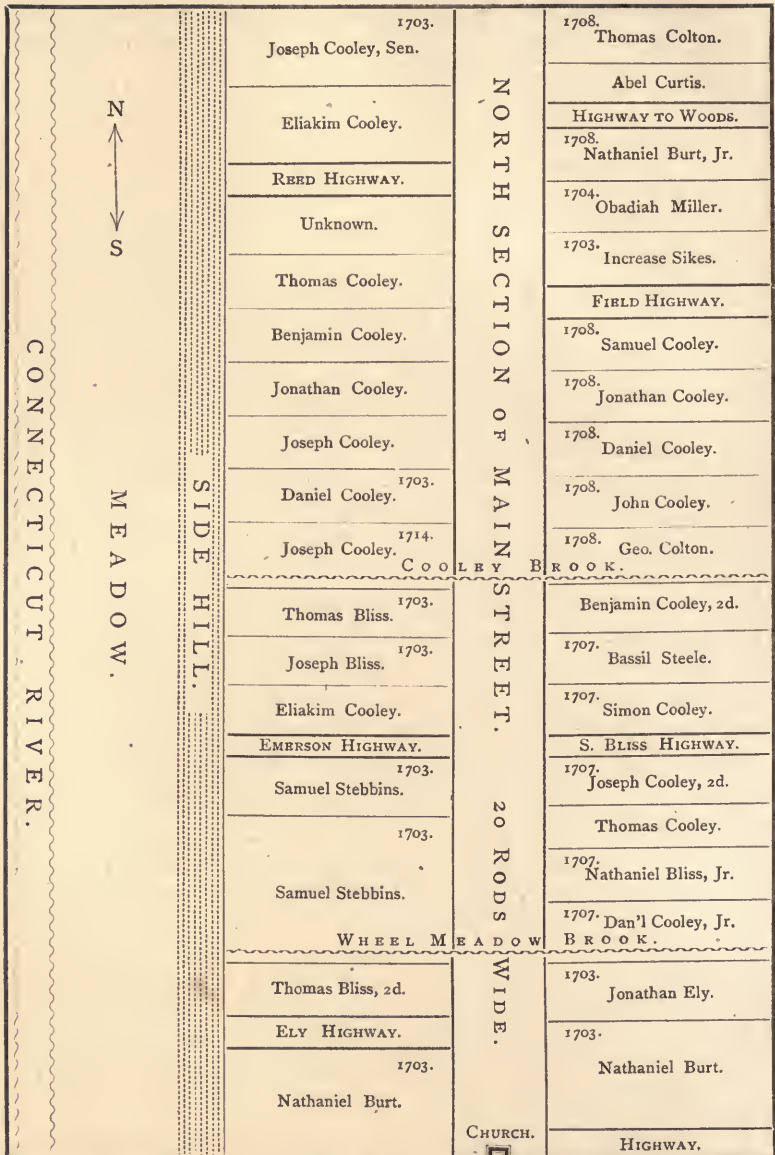 CONNECTICUT RIVER.
N
S
MEADOW.
SIDE HILL.
1703.
Joseph Cooley, Sen.
Eliakim Cooley.
REED HIGHWAY.
Unknown.
Thomas Cooley.
Benjamin Cooley.
Jonathan Cooley.
Joseph Cooley.
Daniel Cooley. 1703.
Joseph Cooley. 1714.
COOLEY BROOK.
Thomas Bliss. 1703.
Joseph Bliss. 1703.
Eliakim Cooley.
EMERSON HIGHWAY.
1703.
Samuel Stebbins.
1703.
Samuel Stebbins.
WHEEL MEADOW BROOK.
Thomas Bliss, 2d.
ELY HIGHWAY.
1703.
Nathaniel Burt.
NORTH SECTION OF MAIN STREET. 20 RODS WIDE.
CHURCH.
1708.
Thomas Colton.
Abel Curtis.
HIGHWAY TO WOODS.
1708.
Nathaniel Burt, Jr.
1704.
Obadiah Miller.
1703.
Increase Sikes.
FIELD HIGHWAY.
1708.
Samuel Cooley.
1708.
Jonathan Cooley.
1708.
Daniel Cooley.
1708.
John Cooley.
1708.
Geo. Colton.
Benjamin Cooley, 2d.
1707.
Bassil Steele.
1707.
Simon Cooley.
S. BLISS HIGHWAY.
1707.
Joseph Cooley, 2d.
Thomas Cooley.
1707.
Nathaniel Bliss, Jr.
1707. Dan'l Cooley, Jr.
1703.
Jonathan Ely.
1703.
Nathaniel Burt.
HIGHWAY.